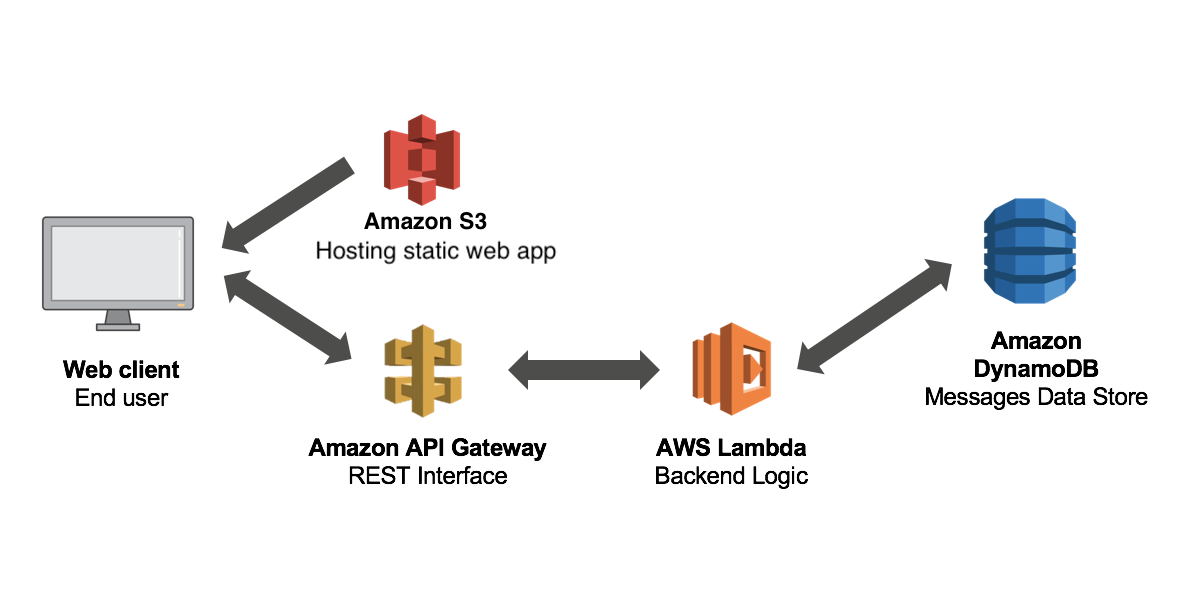 Amazon S3
Hosting static web app
Web client
End user
Amazon API Gateway
REST Interface
AWS Lambda
Backend Logic
Amazon
DynamoDB
Messages Data Store